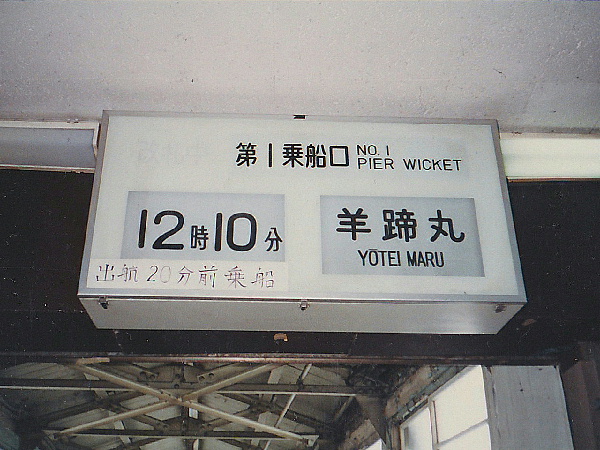 第1乗船口 NO.1
PIER WICKET
12時10分
羊蹄丸
YŌTEI MARU
出航20分前乗船